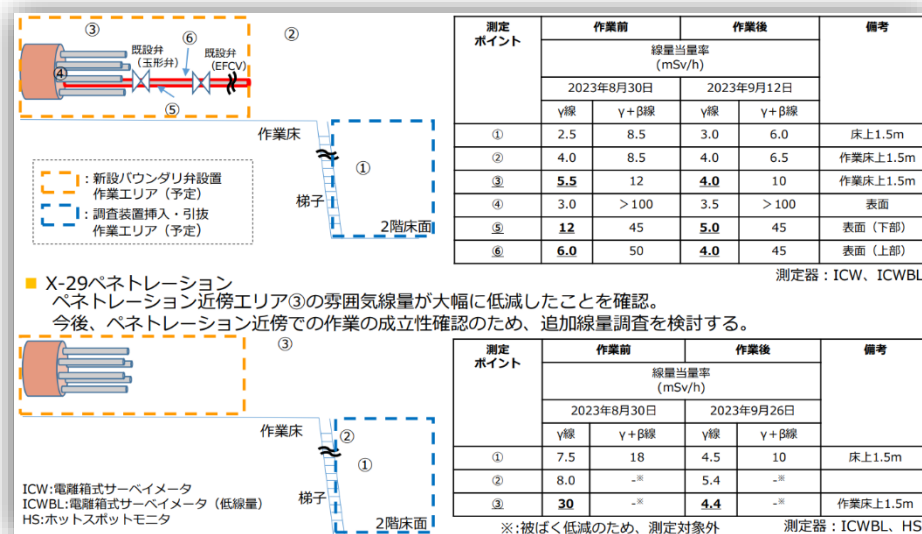 ③
②
⑥
既設弁
(玉形弁)
既設弁
(EFCV)
④
⑤
作業床
①
梯子
2階床面
:新設バウンダリ弁設置
作業エリア(予定)
:調査装置挿入・引抜
作業エリア(予定)
測定ポイント 作業前 作業後 備考
線量当量率
(mSv/h)
2023年8月30日 2023年9月12日
γ線 γ+β線 γ線 γ+β線
① 2.5 8.5 3.0 6.0 床上1.5m
② 4.0 8.5 4.0 6.5 作業床上1.5m
③ 5.5 12 4.0 10 作業床上1.5m
④ 3.0 >100 3.5 >100 表面
⑤ 12 45 5.0 45 表面(下部)
⑥ 6.0 50 4.0 45 表面(上部)
測定器:ICW、ICWBL
■ X-29ペネトレーション
ペネトレーション近傍エリア③の雰囲気線量が大幅に低減したことを確認。
今後、ペネトレーション近傍での作業の成立性確認のため、追加線量調査を検討する。
③
作業床
②
①
梯子
2階床面
ICW:電離箱式サーベイメータ
ICWBL:電離箱式サーベイメータ(低線量)
HS:ホットスポットモニタ
測定ポイント 作業前 作業後 備考
線量当量率
(mSv/h)
2023年8月30日 2023年9月26日
γ線 γ+β線 γ線 γ+β線
① 7.5 18 4.5 10 床上1.5m
② 8.0 -※ 5.4 -※
③ 30 -※ 4.4 -※ 作業床上1.5m
※:被ばく低減のため、測定対象外 測定器:ICWBL、HS